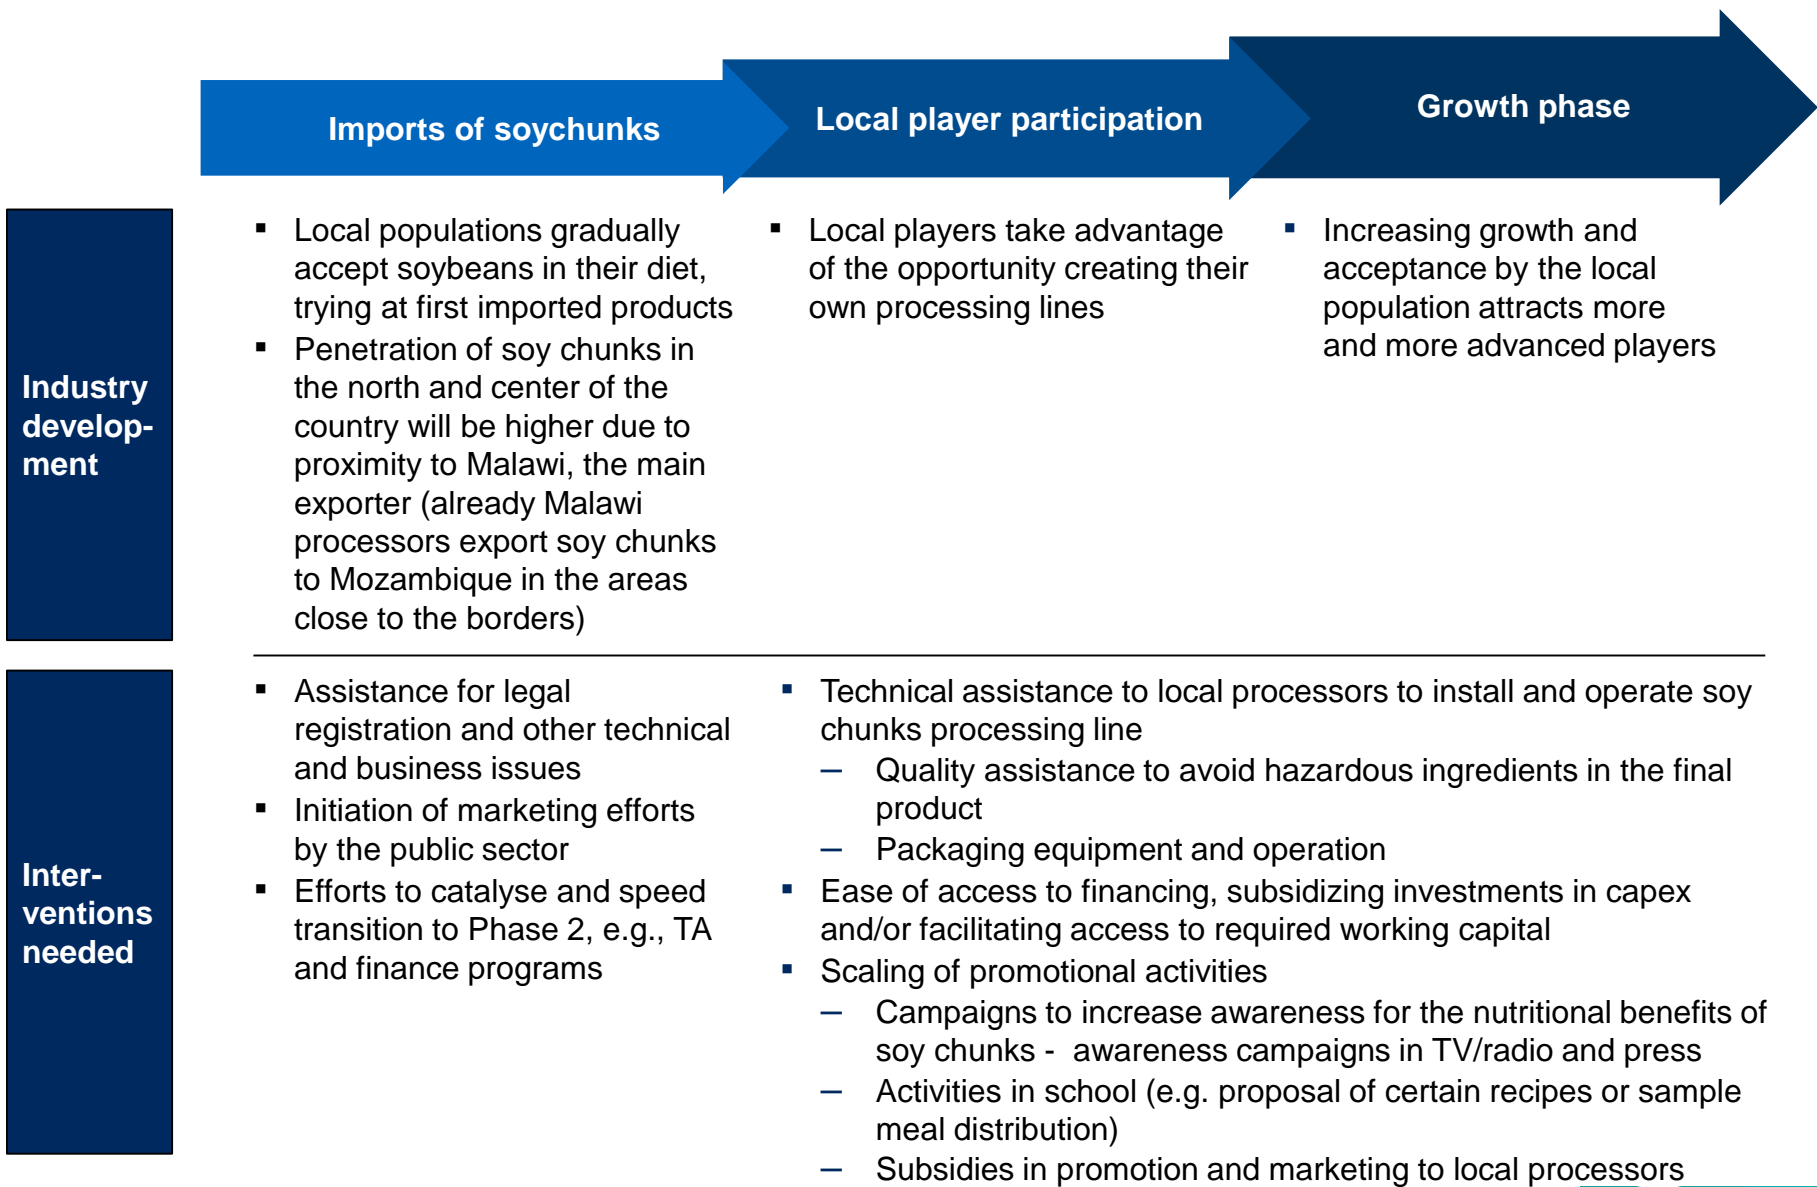 Imports of soychunks
Local player participation
Growth phase
Industry
develop-
ment
▪ Local populations gradually
accept soybeans in their diet,
trying at first imported products
▪ Penetration of soy chunks in
the north and center of the
country will be higher due to
proximity to Malawi, the main
exporter (already Malawi
processors export soy chunks
to Mozambique in the areas
close to the borders)
▪ Local players take advantage
of the opportunity creating their
own processing lines
▪ Increasing growth and
acceptance by the local
population attracts more
and more advanced players
Inter-
ventions
needed
▪ Assistance for legal
registration and other technical
and business issues
▪ Initiation of marketing efforts
by the public sector
▪ Efforts to catalyse and speed
transition to Phase 2, e.g., TA
and finance programs
▪ Technical assistance to local processors to install and operate soy
chunks processing line
– Quality assistance to avoid hazardous ingredients in the final
product
– Packaging equipment and operation
▪ Ease of access to financing, subsidizing investments in capex
and/or facilitating access to required working capital
▪ Scaling of promotional activities
– Campaigns to increase awareness for the nutritional benefits of
soy chunks - awareness campaigns in TV/radio and press
– Activities in school (e.g. proposal of certain recipes or sample
meal distribution)
– Subsidies in promotion and marketing to local processors